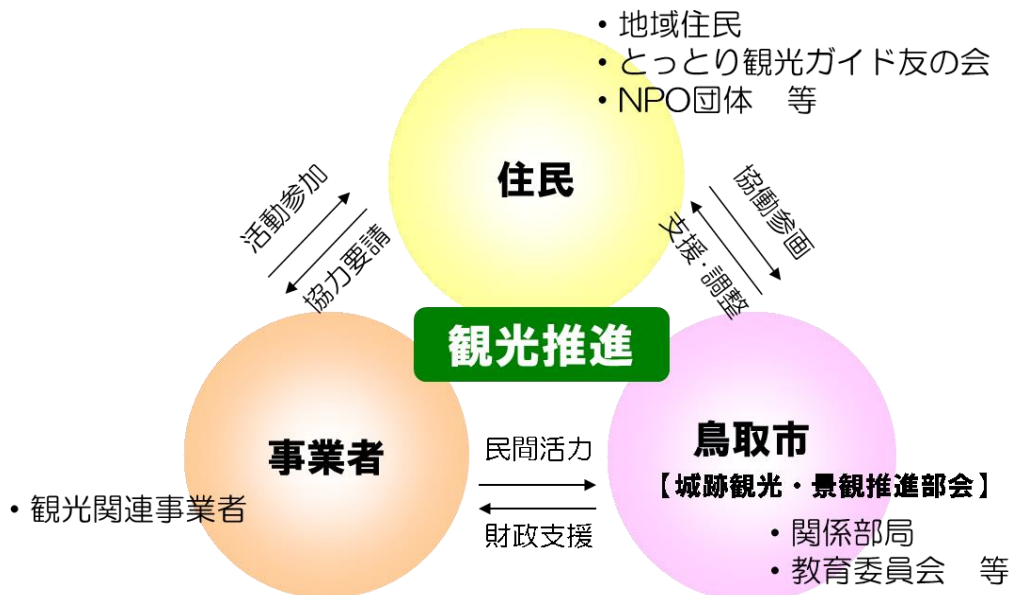 ・地域住民
・とっとり観光ガイド友の会
・NPO団体　等
住民
活動参加
協力要請
協働参画
支援・調整
観光推進
事業者
・観光関連事業者
民間活力
財政支援
鳥取市
【城跡観光・景観推進部会】
・関係部局
・教育委員会　等